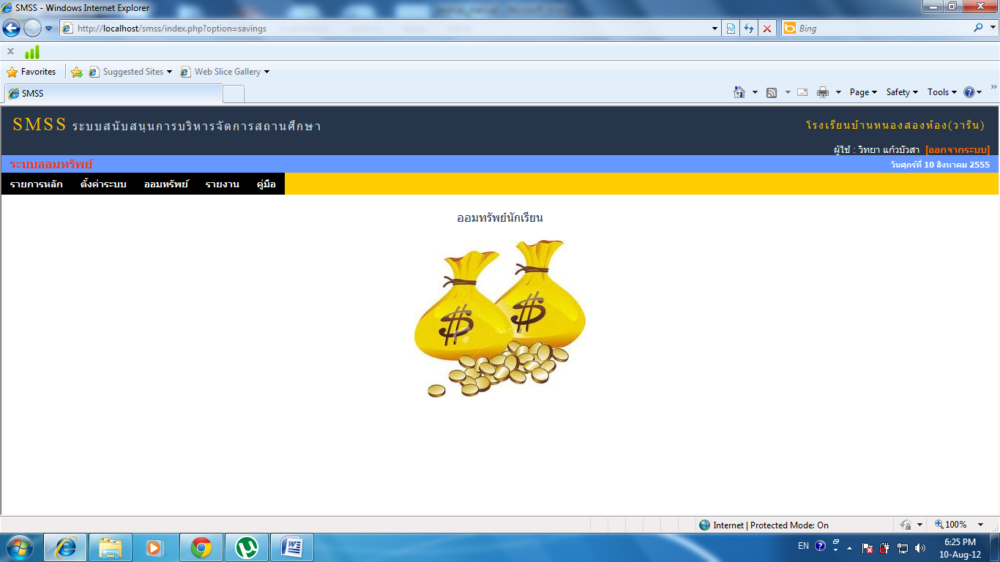 SMSS - Windows Internet Explorer
http://localhost/smss/index.php?option=savings
Bing
x
Favorites Suggested Sites Web Slice Gallery
SMSS Page Safety Tools
SMSS ระบบสนับสนุนการบริหารจัดการสถานศึกษา โรงเรียนบ้านหนองสองห้อง(วาริน)
ผู้ใช้ : วิทยา แก้วบัวสา [ออกจากระบบ]
ระบบออมทรัพย์ วันศุกร์ที่ 10 สิงหาคม 2555
รายการหลัก ตั้งค่าระบบ ออมทรัพย์ รายงาน คู่มือ
ออมทรัพย์นักเรียน
$ $
Internet | Protected Mode: On 100%
EN 6:25 PM
10-Aug-12